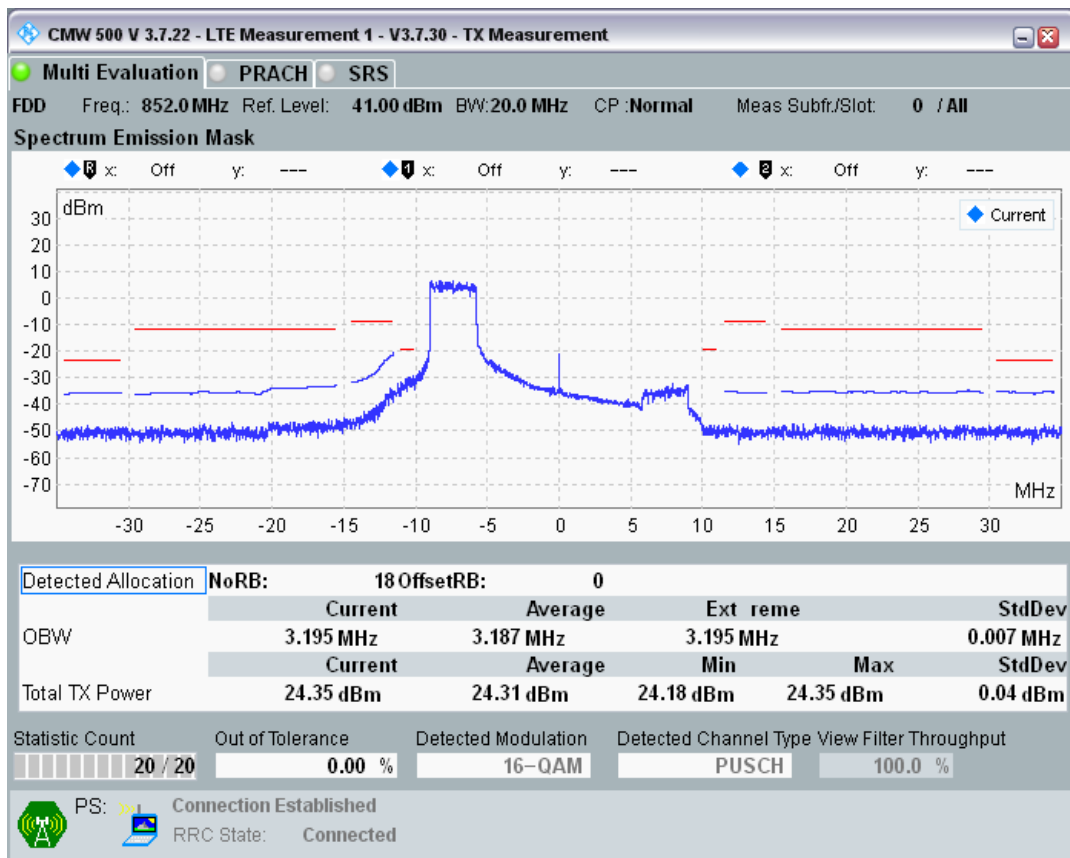 CMW 500 V 3.7.22 - LTE Measurement 1 - V3.7.30 - TX Measurement
Multi Evaluation PRACH SRS
FDD Freq.: 852.0 MHz Ref. Level: 41.00 dBm BW:20.0 MHz CP :Normal Meas Subfr./Slot: 0 / All
Spectrum Emission Mask
R x: Off y: --- 1 x: Off y: --- 2 x: Off y: ---
dBm
Current
30
20
10
0
-10
-20
-30
-40
-50
-60
-70
MHz
-30 -25 -20 -15 -10 -5 0 5 10 15 20 25 30
Detected Allocation NoRB: 18 OffsetRB: 0
Current Average Ext reme StdDev
OBW 3.195 MHz 3.187 MHz 3.195 MHz 0.007 MHz
Current Average Min Max StdDev
Total TX Power 24.35 dBm 24.31 dBm 24.18 dBm 24.35 dBm 0.04 dBm
Statistic Count Out of Tolerance Detected Modulation Detected Channel Type View Filter Throughput
20 / 20 0.00 % 16-QAM PUSCH 100.0 %
PS: Connection Established
RRC State: Connected